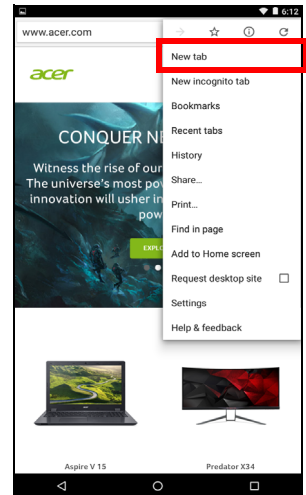 6:12
www.acer.com
New tab
acer
New incognito tab
Bookmarks
CONQUER NE
Recent tabs
Witness the rise of our
History
The universe's most pow
Share...
innovation will usher in
Print...
pow
Find in page
EXPLO
Add to Home screen
Request desktop site
Settings
Help & feedback
Aspire V 15
Predator X34